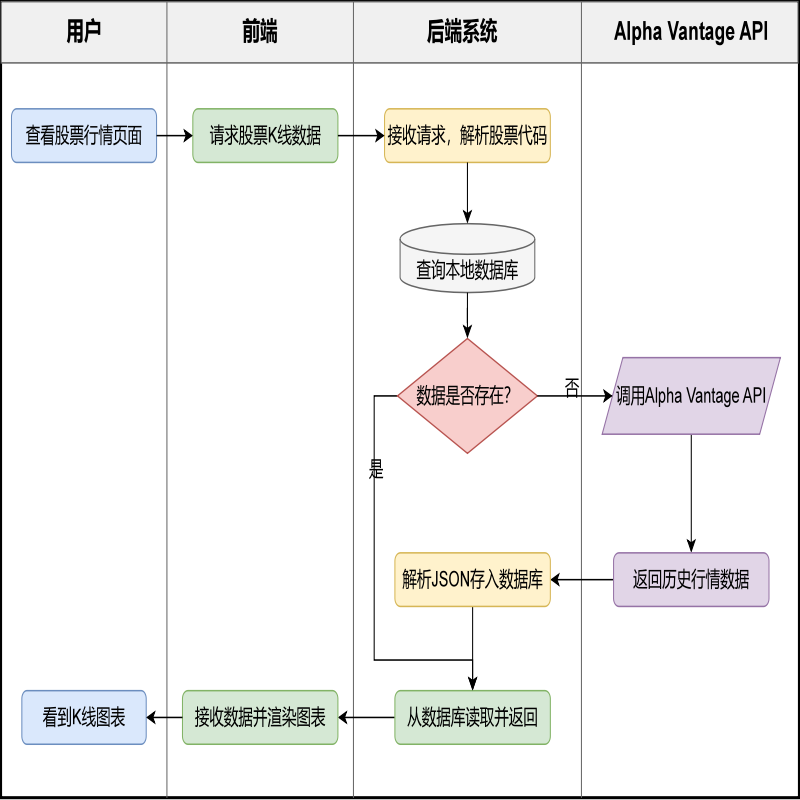 用户
前端
后端系统
Alpha Vantage API
查看股票行情页面
请求股票K线数据
接收请求，解析股票代码
查询本地数据库
数据是否存在？
否
调用Alpha Vantage API
是
解析JSON存入数据库
返回历史行情数据
看到K线图表
接收数据并渲染图表
从数据库读取并返回